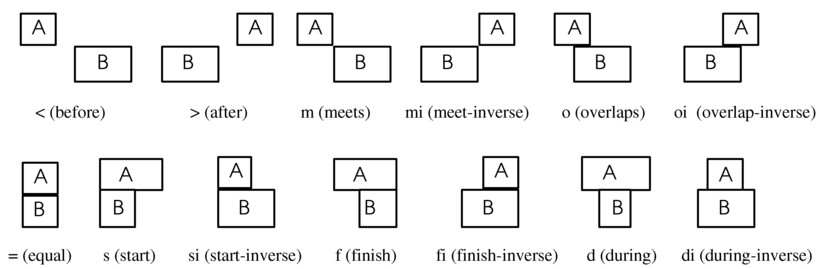 A A A A A A
B B B B B B
< (before) > (after) m (meets) mi (meet-inverse) o (overlaps) oi (overlap-inverse)
A A A A A A A
B B B B B B B
= (equal) s (start) si (start-inverse) f (finish) fi (finish-inverse) d (during) di (during-inverse)